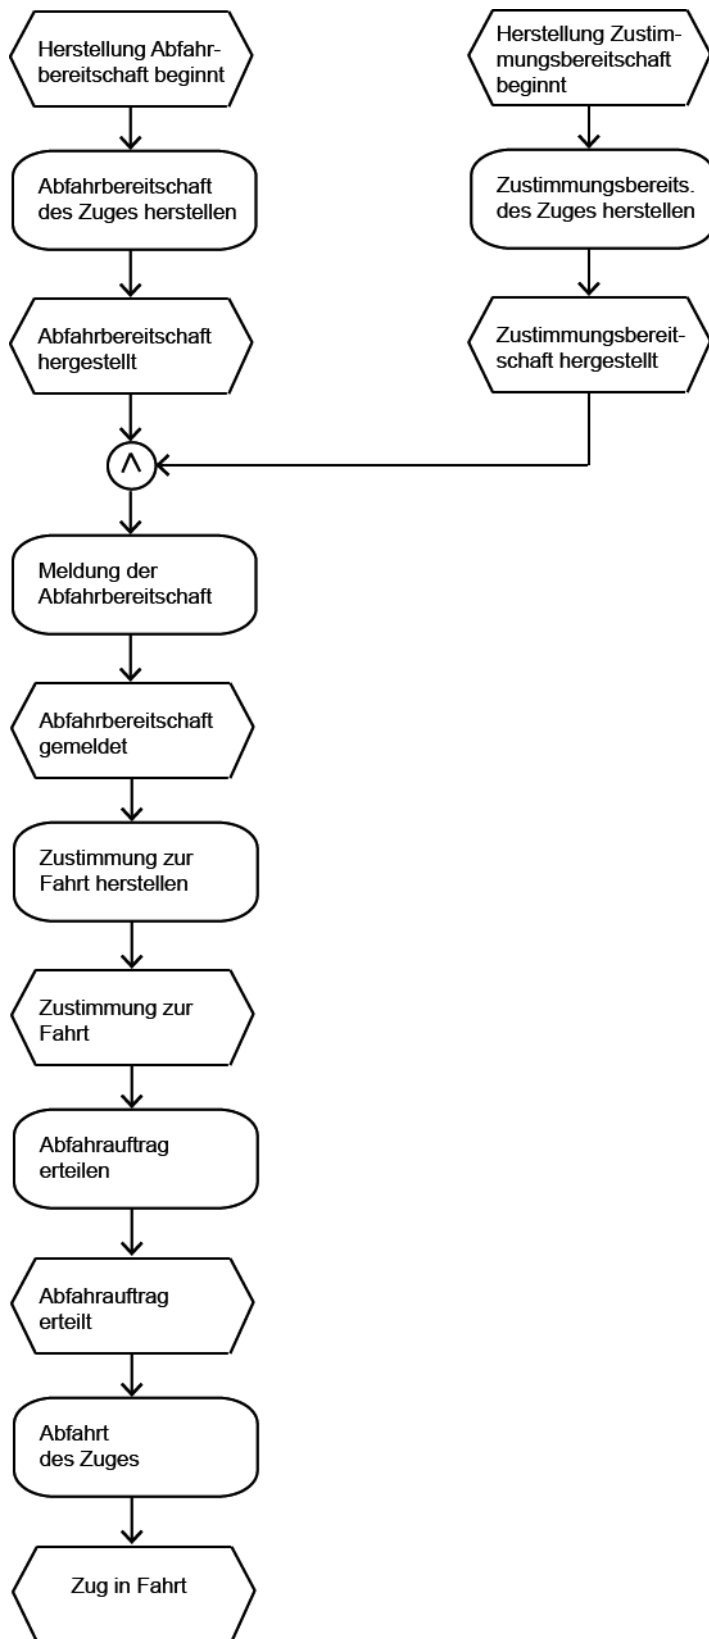 Herstellung Abfahr-
bereitschaft beginnt
Herstellung Zustim-
mungsbereitschaft
beginnt
Abfahrbereitschaft
des Zuges herstellen
Zustimmungsbereits.
des Zuges herstellen
Abfahrbereitschaft
hergestellt
Zustimmungsbereit-
schaft hergestellt
^
Meldung der
Abfahrbereitschaft
Abfahrbereitschaft
gemeldet
Zustimmung zur
Fahrt herstellen
Zustimmung zur
Fahrt
Abfahrauftrag
erteilen
Abfahrauftrag
erteilt
Abfahrt
des Zuges
Zug in Fahrt